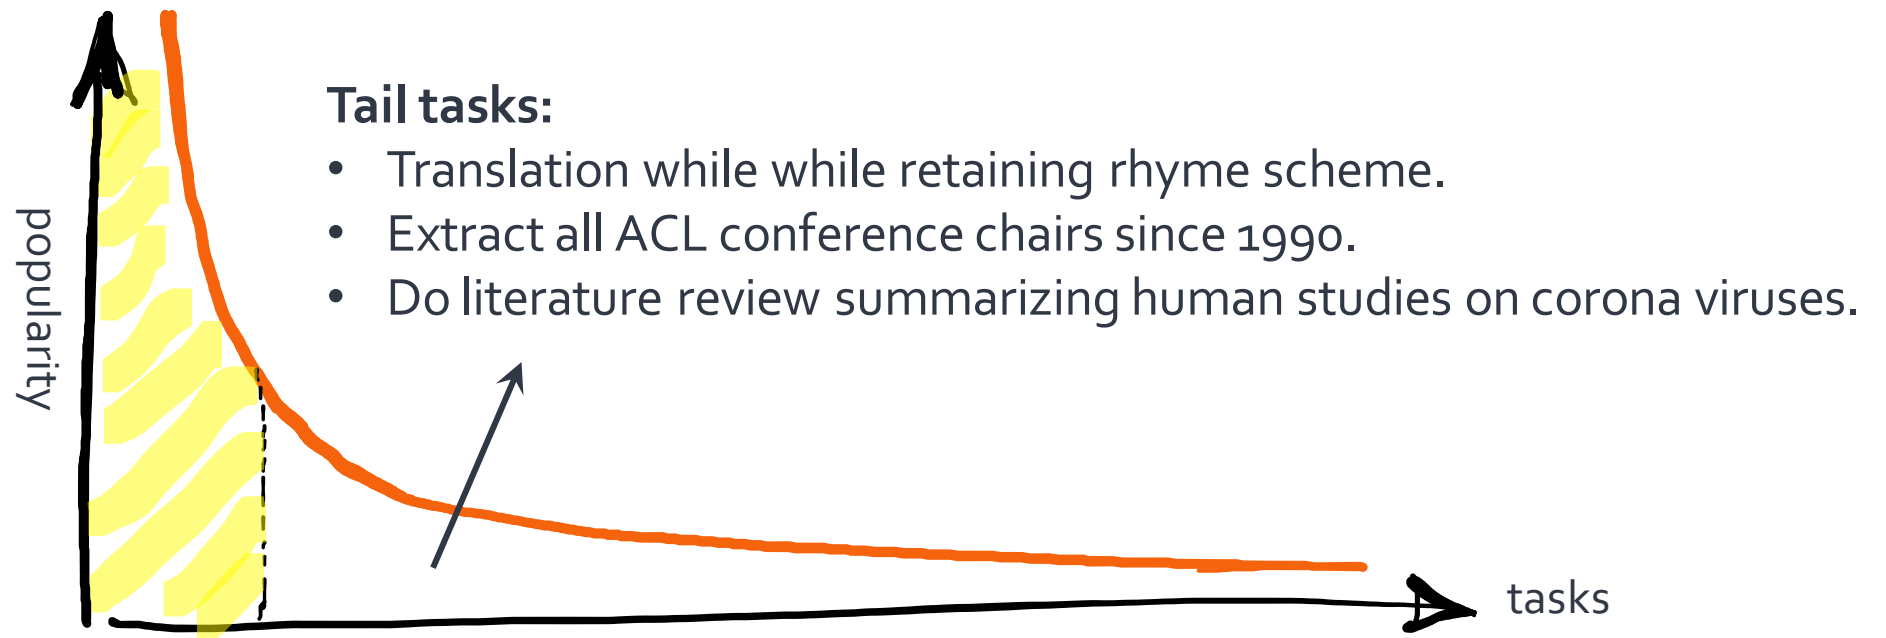 Tail tasks:
• Translation while while retaining rhyme scheme.
• Extract all ACL conference chairs since 1990.
• Do literature review summarizing human studies on corona viruses.
popularity
tasks